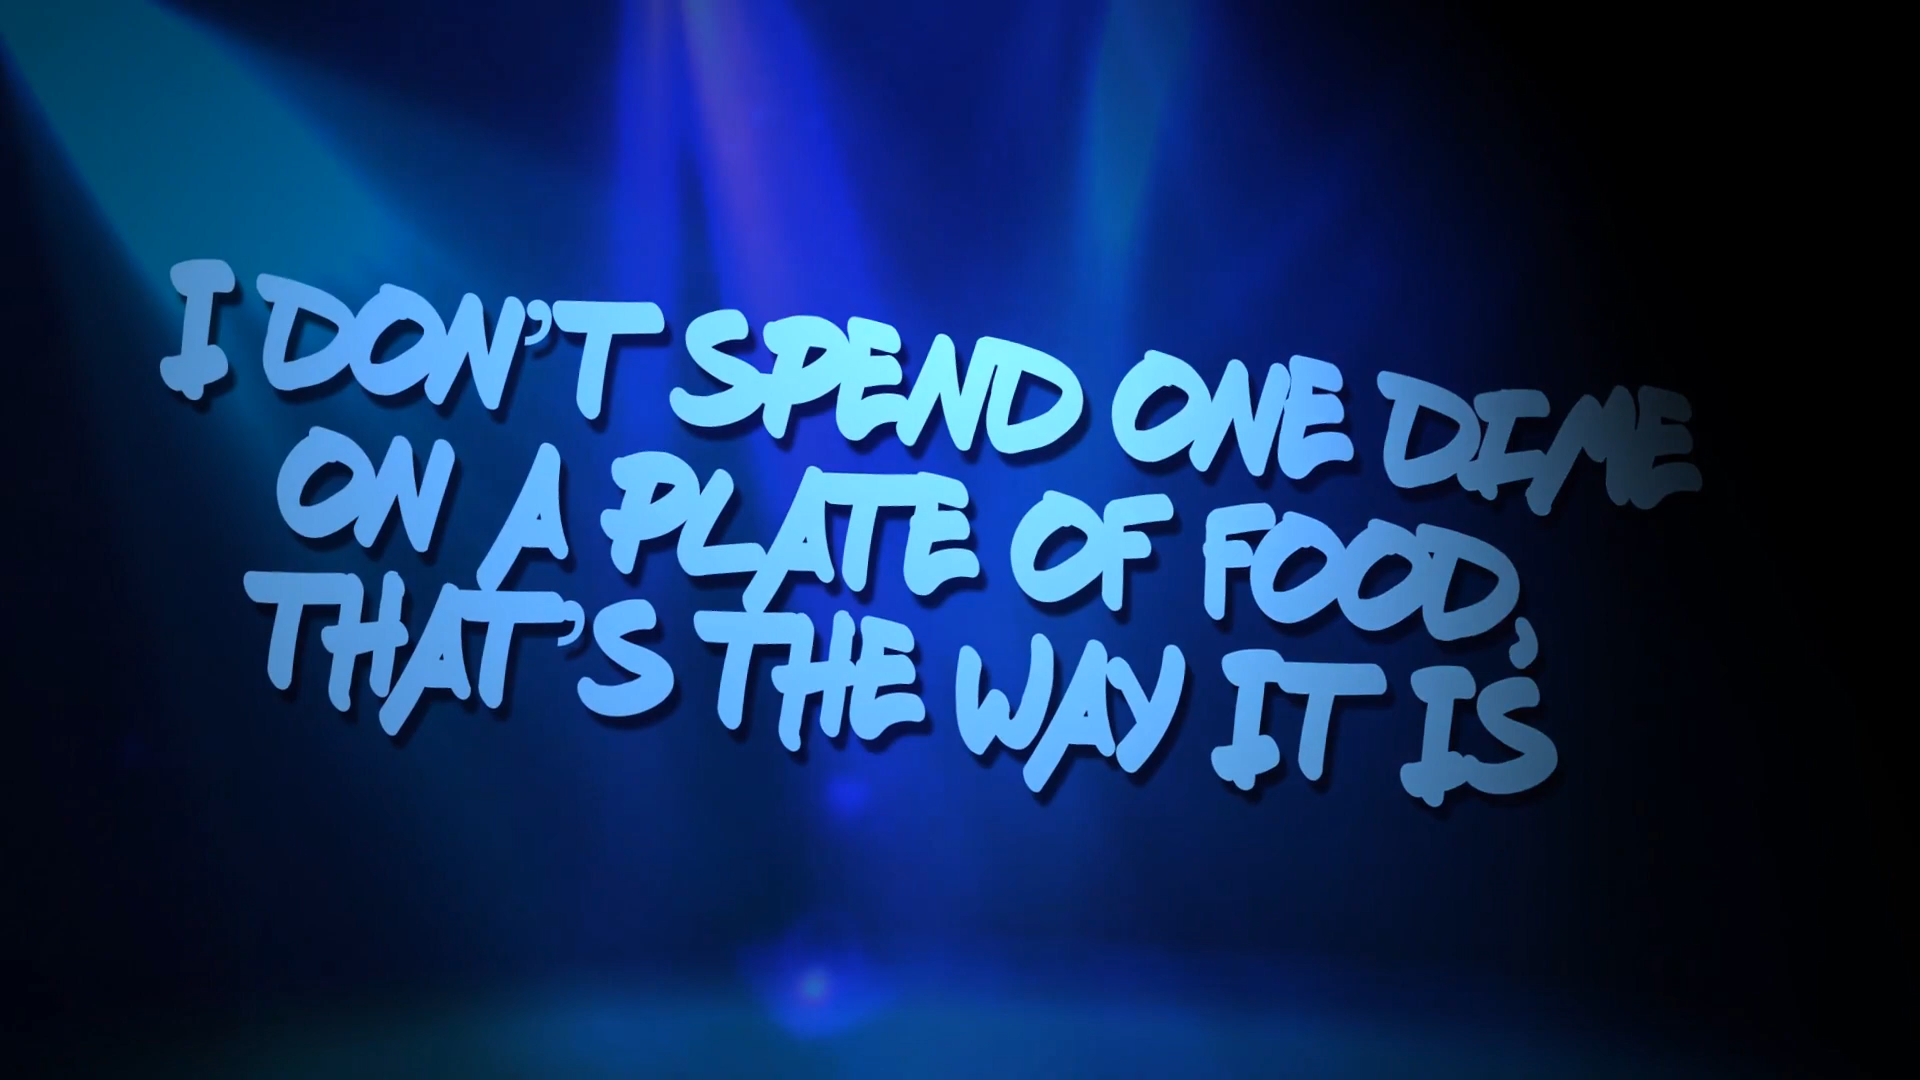 I DON'T SPEND ONE DIME
ON A PLATE OF FOOD,
THAT'S THE WAY IT IS